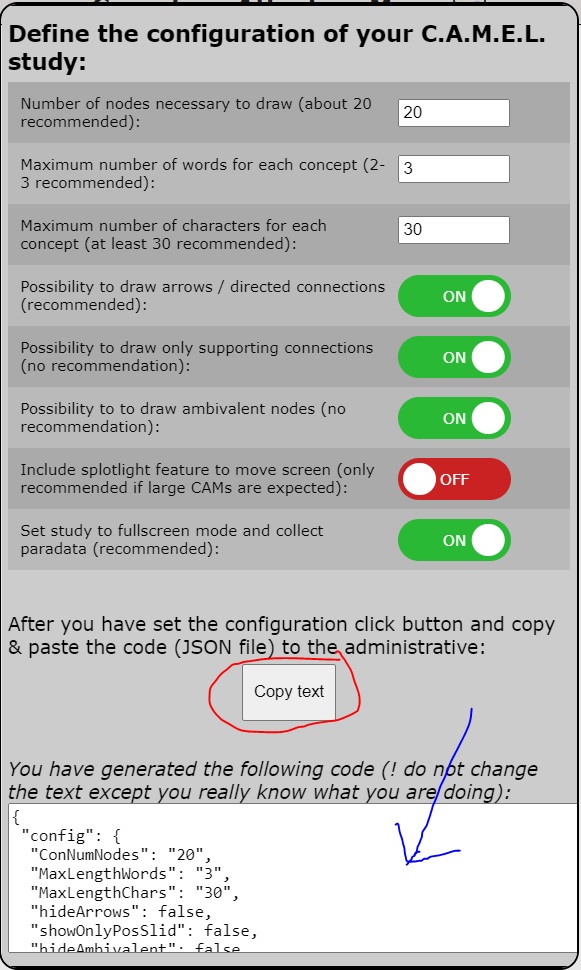 Define the configuration of your C.A.M.E.L.
study:
Number of nodes necessary to draw (about 20
recommended):
20
Maximum number of words for each concept (2-
3 recommended):
3
Maximum number of characters for each
concept (at least 30 recommended):
30
Possibility to draw arrows / directed connections
(recommended):
ON
Possibility to draw only supporting connections
(no recommendation):
ON
Possibility to to draw ambivalent nodes (no
recommendation):
ON
Include splotlight feature to move screen (only
recommended if large CAMs are expected):
OFF
Set study to fullscreen mode and collect
paradata (recommended):
ON
After you have set the configuration click button and copy
& paste the code (JSON file) to the administrative:
Copy text
You have generated the following code (! do not change
the text except you really know what you are doing):
{
"config": {
"ConNumNodes": "20",
"MaxLengthWords": "3",
"MaxLengthChars": "30",
"hideArrows": false,
"showOnlyPosSlid": false,
"hideAmbivalent": false